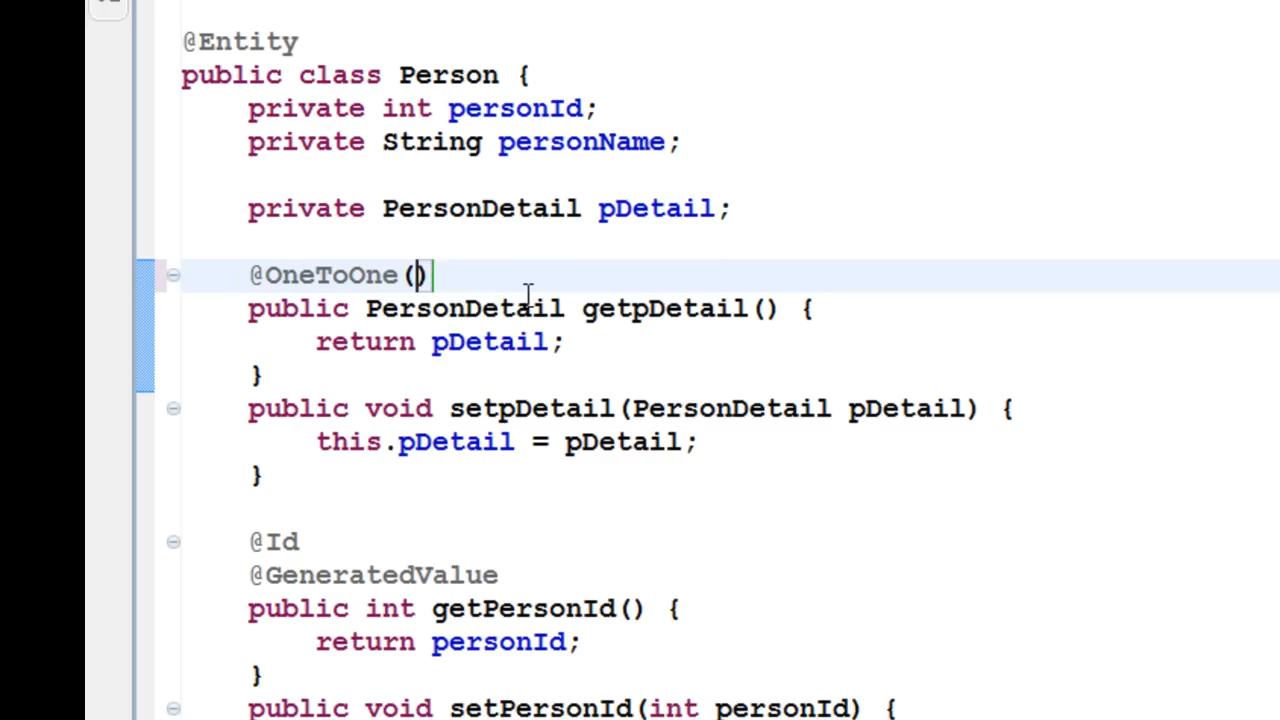 @Entity
public class Person {
private int personId;
private String personName;
private PersonDetail pDetail;
@OneToOne()
public PersonDetail getpDetail() {
return pDetail;
}
public void setpDetail(PersonDetail pDetail) {
this.pDetail = pDetail;
}
@Id
@GeneratedValue
public int getPersonId() {
return personId;
}
public void setPersonId(int personId) {